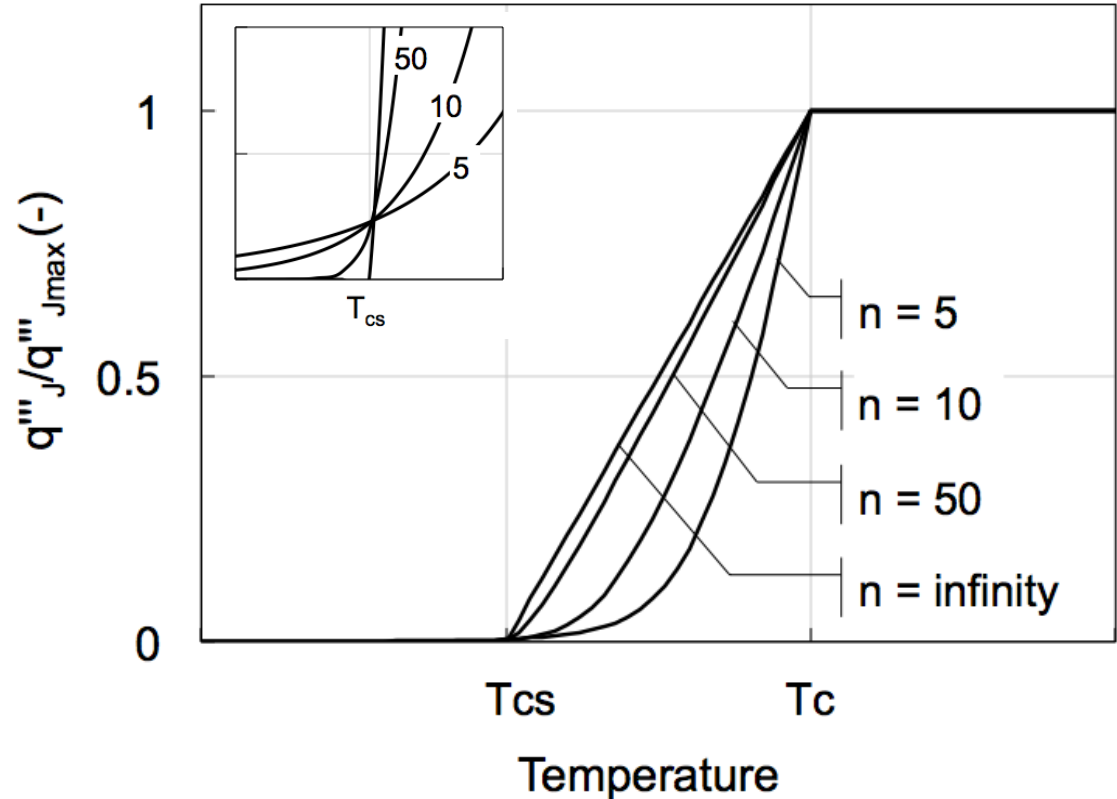 50
10
5
Tcs
1
0.5
0
q'''J/q'''Jmax(-)
n = 5
n = 10
n = 50
n = infinity
Tcs
Tc
Temperature